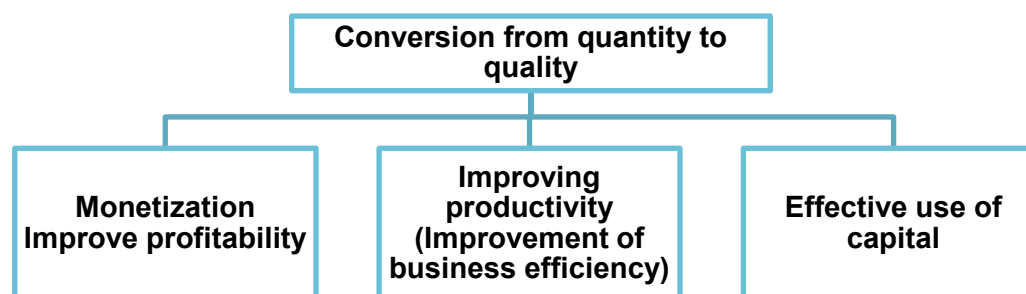 Conversion from quantity to
quality
Monetization
Improve profitability
Improving
productivity
(Improvement of
business efficiency)
Effective use of
capital